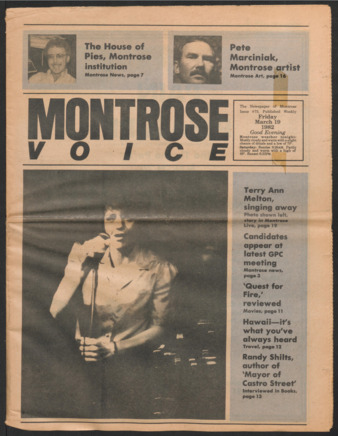 The House of
Pies, Montrose
institution
Montrose News, page 7
Pete
Marciniak,
Montrose artist
Montrose Art, page 18
MONTROSE
VOICE
The Newspaper of Montrose
Published Weekly
Friday
March 19
1982
Good Evening
Terry Ann
Melton,
singing away
Photo shown left,
story in Montrose
Live, page 19
Candidates
appear at
latest GPC
meeting
Montrose news,
page 3
'Quest for
Fire,'
reviewed
Movies, page 11
Hawaii—it's
what you've
always heard
Travel, page 12
Randy Shilts,
author of
'Mayor of
Castro Street'
Interviewed in Books,
page 15